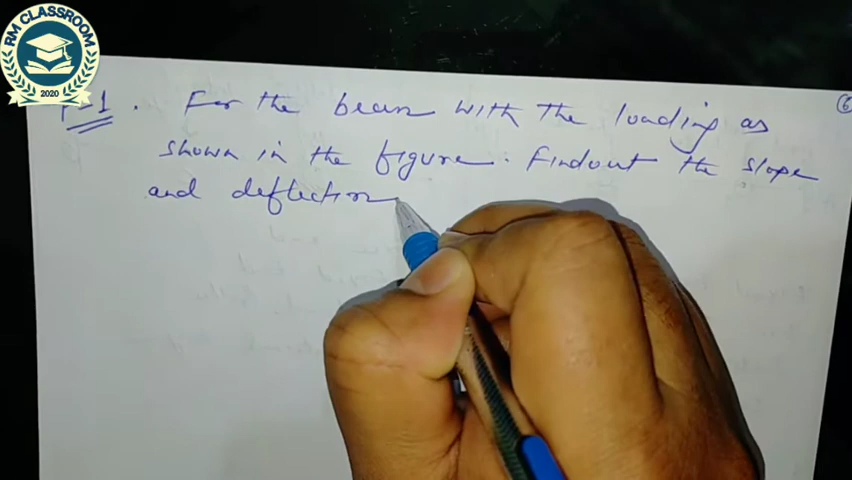 RM CLASSROOM
2020
P-1. For the beam with the loading as
shown in the figure. Findout the slope
and deflection
6